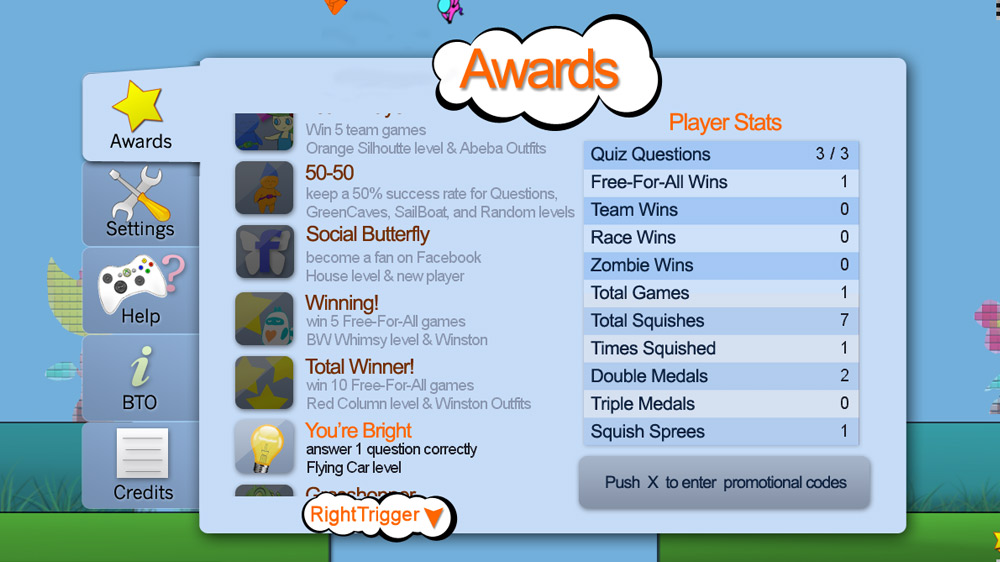 Awards
Awards
Settings
Help
BTO
Credits
Win 5 team games
Orange Silhoutte level & Abeba Outfits
50-50
keep a 50% success rate for Questions,
GreenCaves, SailBoat, and Random levels
Social Butterfly
become a fan on Facebook
House level & new player
Winning!
win 5 Free-For-All games
BW Whimsy level & Winston
Total Winner!
win 10 Free-For-All games
Red Column level & Winston Outfits
You're Bright
answer 1 question correctly
Flying Car level
Grasshopper
RightTrigger
Player Stats
Quiz Questions 3 / 3
Free-For-All Wins 1
Team Wins 0
Race Wins 0
Zombie Wins 0
Total Games 1
Total Squishes 7
Times Squished 1
Double Medals 2
Triple Medals 0
Squish Sprees 1
Push X to enter promotional codes